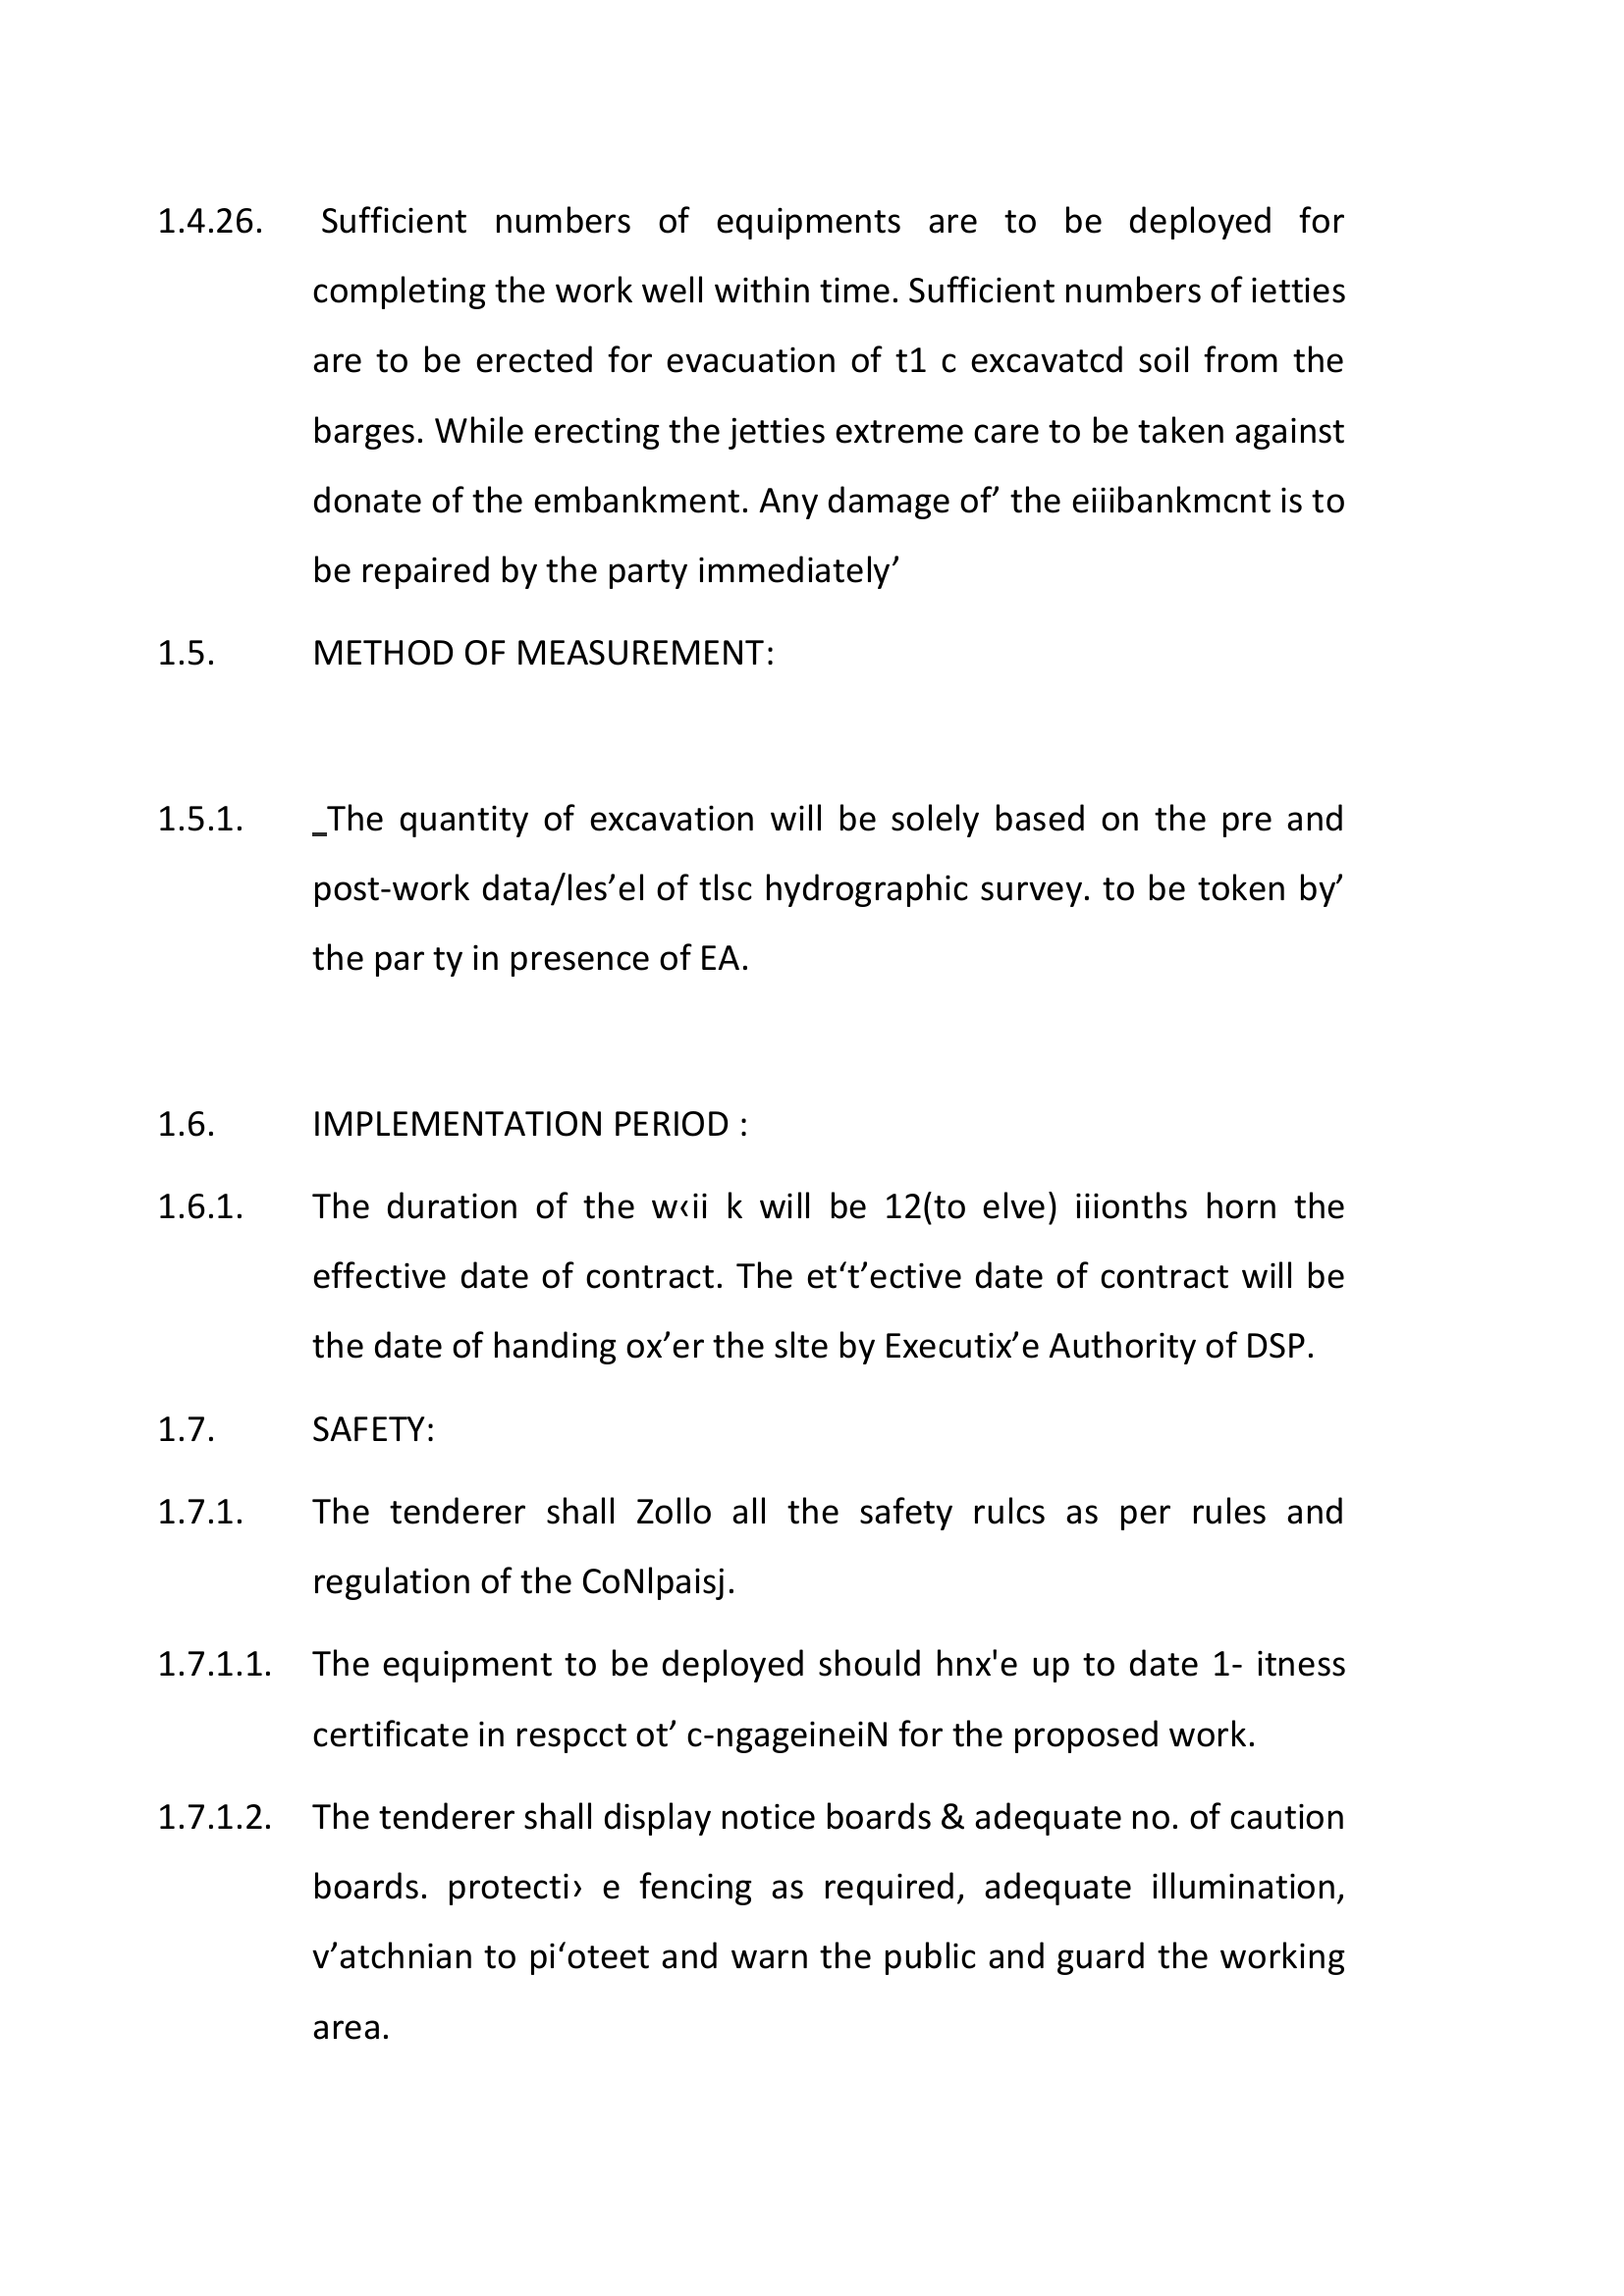 1.4.26. Sufficient numbers of equipments are to be deployed for
completing the work well within time. Sufficient numbers of ietties
are to be erected for evacuation of t1 c excavatcd soil from the
barges. While erecting the jetties extreme care to be taken against
donate of the embankment. Any damage of’ the eiiibankmcnt is to
be repaired by the party immediately’
1.5. METHOD OF MEASUREMENT:
1.5.1. _The quantity of excavation will be solely based on the pre and
post-work data/les’el of tlsc hydrographic survey. to be token by’
the par ty in presence of EA.
1.6. IMPLEMENTATION PERIOD :
1.6.1. The duration of the w‹ii k will be 12(to elve) iiionths horn the
effective date of contract. The et‘t’ective date of contract will be
the date of handing ox’er the slte by Executix’e Authority of DSP.
1.7. SAFETY:
1.7.1. The tenderer shall Zollo all the safety rulcs as per rules and
regulation of the CoNlpaisj.
1.7.1.1. The equipment to be deployed should hnx'e up to date 1- itness
certificate in respcct ot’ c-ngageineiN for the proposed work.
1.7.1.2. The tenderer shall display notice boards & adequate no. of caution
boards. protecti› e fencing as required, adequate illumination,
v’atchnian to pi‘oteet and warn the public and guard the working
area.